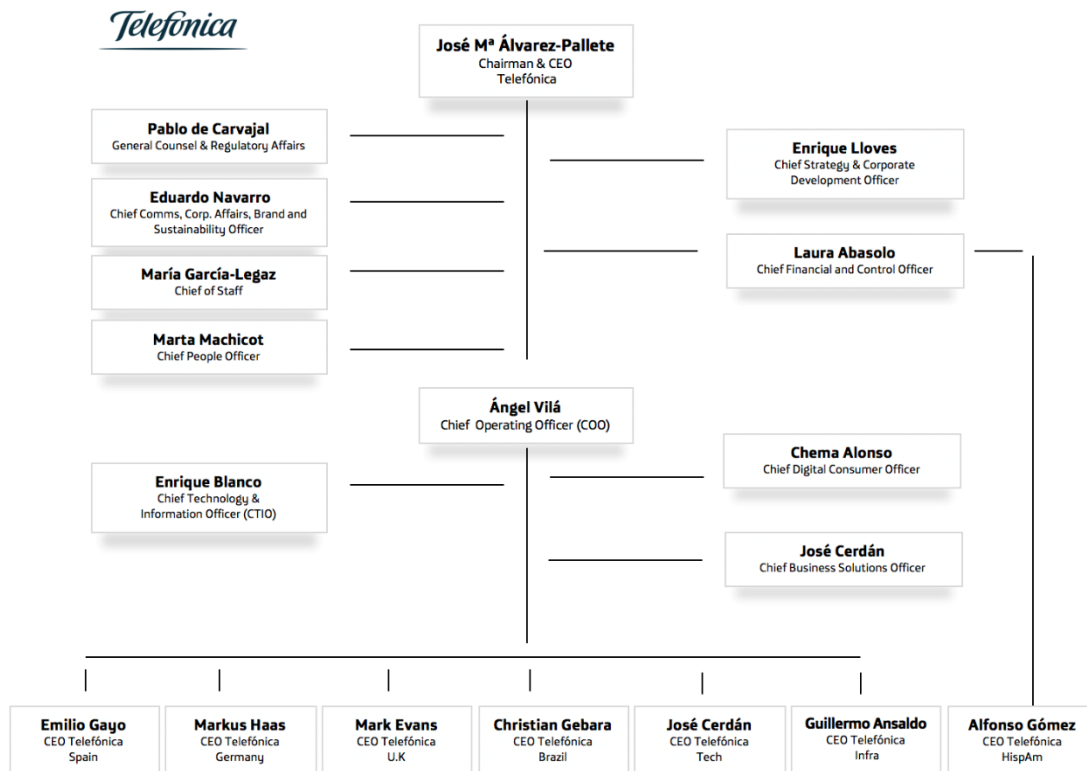 Telefónica
José Mª Álvarez-Pallete
Chairman & CEO
Telefónica
Pablo de Carvajal
General Counsel & Regulatory Affairs
Enrique Lloves
Chief Strategy & Corporate
Development Officer
Eduardo Navarro
Chief Comms, Corp. Affairs, Brand and
Sustainability Officer
Laura Abasolo
Chief Financial and Control Officer
María García-Legaz
Chief of Staff
Marta Machicot
Chief People Officer
Ángel Vilá
Chief Operating Officer (COO)
Chema Alonso
Chief Digital Consumer Officer
Enrique Blanco
Chief Technology &
Information Officer (CTIO)
José Cerdán
Chief Business Solutions Officer
Emilio Gayo
CEO Telefónica
Spain
Markus Haas
CEO Telefónica
Germany
Mark Evans
CEO Telefónica
U.K
Christian Gebara
CEO Telefónica
Brazil
José Cerdán
CEO Telefónica
Tech
Guillermo Ansaldo
CEO Telefónica
Infra
Alfonso Gómez
CEO Telefónica
HispAm